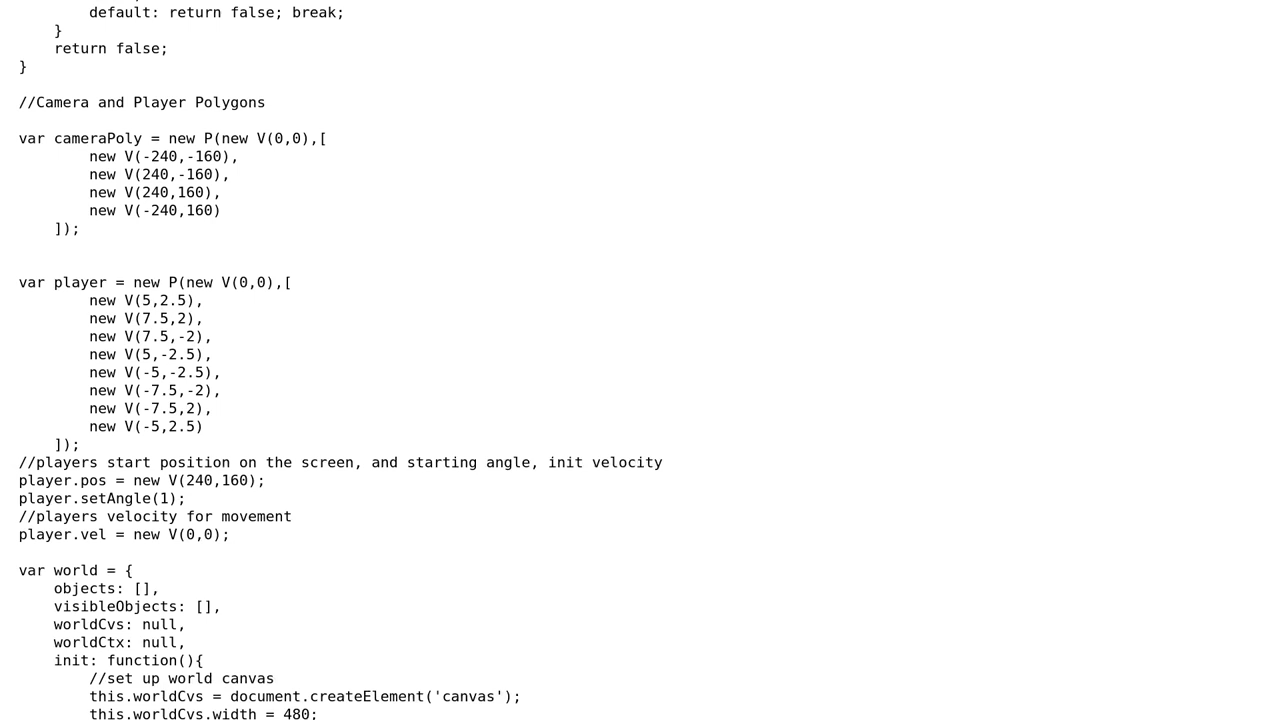 default: return false; break;
}
return false;
}
//Camera and Player Polygons
var cameraPoly = new P(new V(0,0),[
new V(-240,-160),
new V(240,-160),
new V(240,160),
new V(-240,160)
]);
var player = new P(new V(0,0),[
new V(5,2.5),
new V(7.5,2),
new V(7.5,-2),
new V(5,-2.5),
new V(-5,-2.5),
new V(-7.5,-2),
new V(-7.5,2),
new V(-5,2.5)
]);
//players start position on the screen, and starting angle, init velocity
player.pos = new V(240,160);
player.setAngle(1);
//players velocity for movement
player.vel = new V(0,0);
var world = {
objects: [],
visibleObjects: [],
worldCvs: null,
worldCtx: null,
init: function(){
//set up world canvas
this.worldCvs = document.createElement('canvas');
this.worldCvs.width = 480;